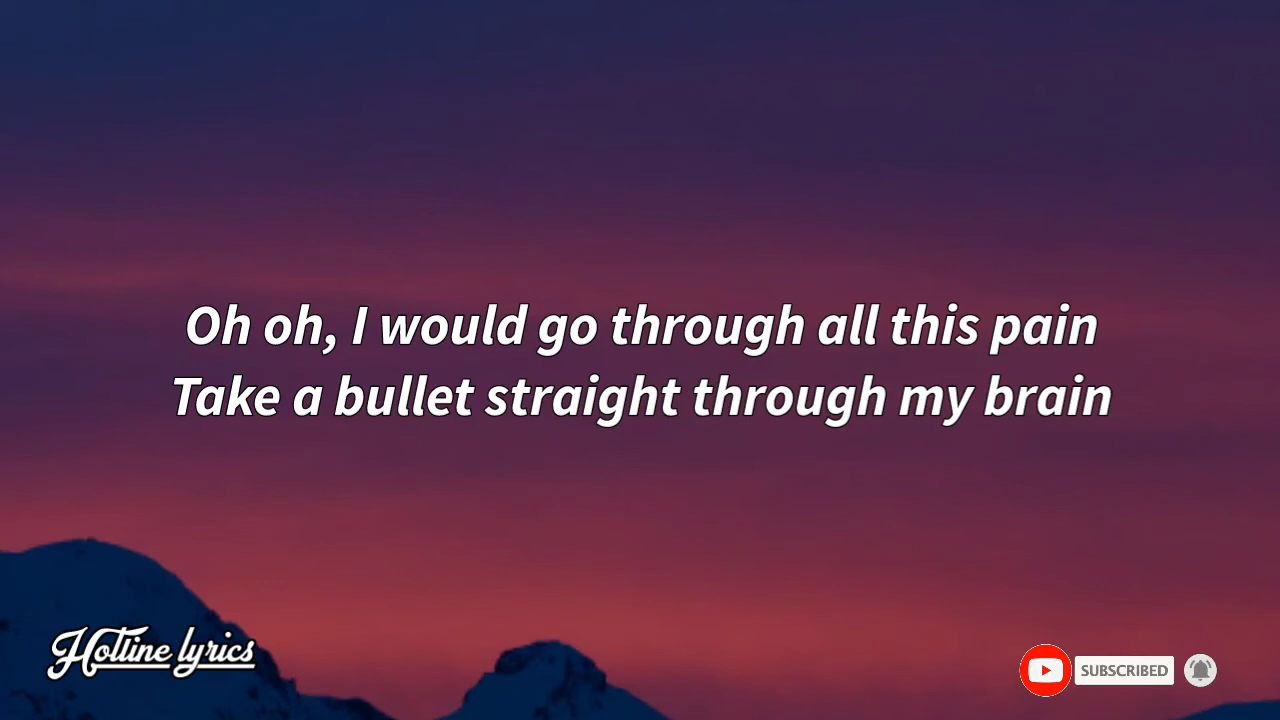 Oh oh, I would go through all this pain
Take a bullet straight through my brain
Hotline lyrics
SUBSCRIBED